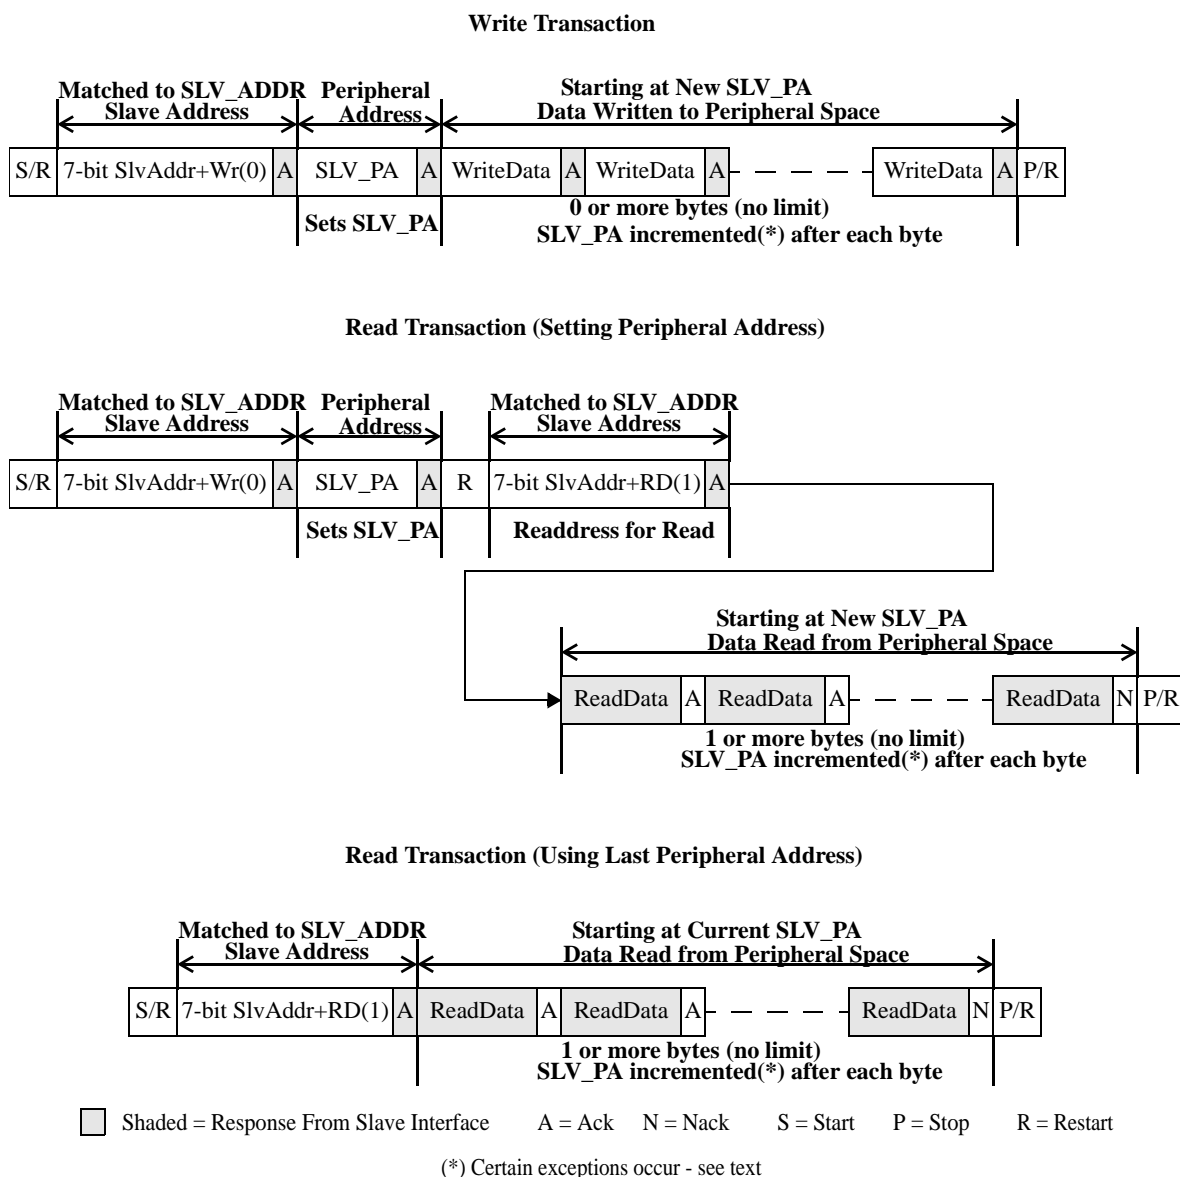 Write Transaction
Matched to SLV_ADDR Peripheral Starting at New SLV_PA
Slave Address Address Data Written to Peripheral Space
S/R 7-bit SlvAddr+Wr(0) A SLV_PA A WriteData A WriteData A WriteData A P/R
0 or more bytes (no limit)
Sets SLV_PA SLV_PA incremented(*) after each byte
Read Transaction (Setting Peripheral Address)
Matched to SLV_ADDR Peripheral Matched to SLV_ADDR
Slave Address Address Slave Address
S/R 7-bit SlvAddr+Wr(0) A SLV_PA A R 7-bit SlvAddr+RD(1) A
Sets SLV_PA Readdress for Read
Starting at New SLV_PA
Data Read from Peripheral Space
ReadData A ReadData A ReadData N P/R
1 or more bytes (no limit)
SLV_PA incremented(*) after each byte
Read Transaction (Using Last Peripheral Address)
Matched to SLV_ADDR Starting at Current SLV_PA
Slave Address Data Read from Peripheral Space
S/R 7-bit SlvAddr+RD(1) A ReadData A ReadData A ReadData N P/R
1 or more bytes (no limit)
SLV_PA incremented(*) after each byte
Shaded = Response From Slave Interface A = Ack N = Nack S = Start P = Stop R = Restart
(*) Certain exceptions occur - see text